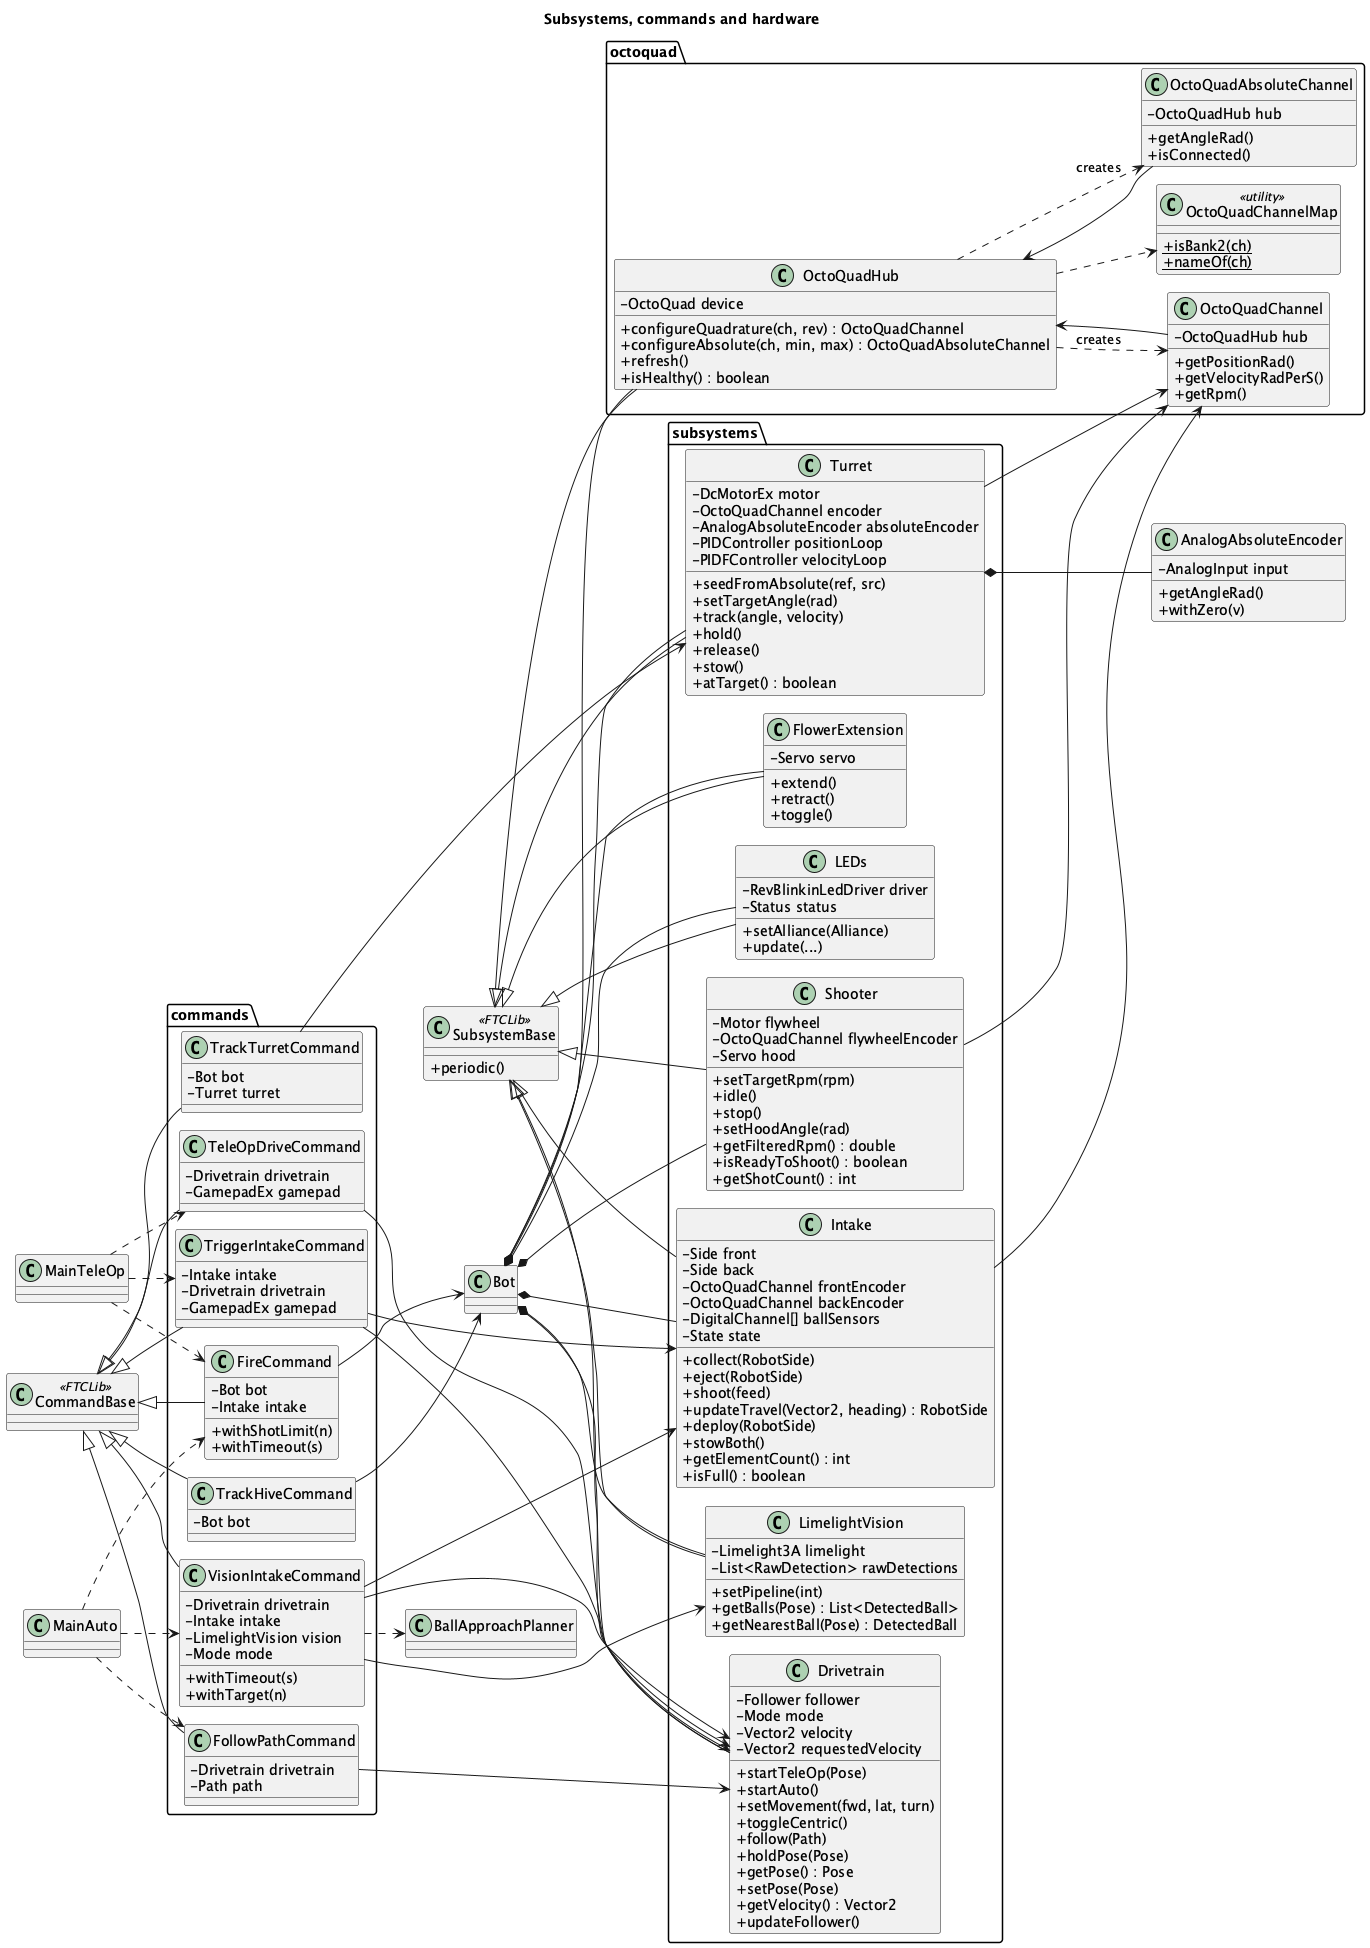 Subsystems, commands and hardware
octoquad
C OctoQuadAbsoluteChannel
–OctoQuadHub hub
+getAngleRad()
+isConnected()
creates
«utility»
C OctoQuadChannelMap
+isBank2(ch)
+nameOf(ch)
C OctoQuadHub
–OctoQuad device
+configureQuadrature(ch, rev) : OctoQuadChannel
+configureAbsolute(ch, min, max) : OctoQuadAbsoluteChannel
+refresh()
+isHealthy() : boolean
creates
C OctoQuadChannel
–OctoQuadHub hub
+getPositionRad()
+getVelocityRadPerS()
+getRpm()
subsystems
C Turret
–DcMotorEx motor
–OctoQuadChannel encoder
–AnalogAbsoluteEncoder absoluteEncoder
–PIDController positionLoop
–PIDFController velocityLoop
+seedFromAbsolute(ref, src)
+setTargetAngle(rad)
+track(angle, velocity)
+hold()
+release()
+stow()
+atTarget() : boolean
C AnalogAbsoluteEncoder
–AnalogInput input
+getAngleRad()
+withZero(v)
C FlowerExtension
–Servo servo
+extend()
+retract()
+toggle()
C LEDs
–RevBlinkinLedDriver driver
–Status status
+setAlliance(Alliance)
+update(...)
C Shooter
–Motor flywheel
–OctoQuadChannel flywheelEncoder
–Servo hood
+setTargetRpm(rpm)
+idle()
+stop()
+setHoodAngle(rad)
+getFilteredRpm() : double
+isReadyToShoot() : boolean
+getShotCount() : int
«FTCLib»
C SubsystemBase
+periodic()
commands
C TrackTurretCommand
–Bot bot
–Turret turret
C TeleOpDriveCommand
–Drivetrain drivetrain
–GamepadEx gamepad
C TriggerIntakeCommand
–Intake intake
–Drivetrain drivetrain
–GamepadEx gamepad
C MainTeleOp
C Bot
C Intake
–Side front
–Side back
–OctoQuadChannel frontEncoder
–OctoQuadChannel backEncoder
–DigitalChannel[] ballSensors
–State state
+collect(RobotSide)
+eject(RobotSide)
+shoot(feed)
+updateTravel(Vector2, heading) : RobotSide
+deploy(RobotSide)
+stowBoth()
+getElementCount() : int
+isFull() : boolean
C FireCommand
–Bot bot
–Intake intake
+withShotLimit(n)
+withTimeout(s)
«FTCLib»
C CommandBase
C TrackHiveCommand
–Bot bot
C LimelightVision
–Limelight3A limelight
–List<RawDetection> rawDetections
+setPipeline(int)
+getBalls(Pose) : List<DetectedBall>
+getNearestBall(Pose) : DetectedBall
C VisionIntakeCommand
–Drivetrain drivetrain
–Intake intake
–LimelightVision vision
–Mode mode
+withTimeout(s)
+withTarget(n)
C MainAuto
C BallApproachPlanner
C FollowPathCommand
–Drivetrain drivetrain
–Path path
C Drivetrain
–Follower follower
–Mode mode
–Vector2 velocity
–Vector2 requestedVelocity
+startTeleOp(Pose)
+startAuto()
+setMovement(fwd, lat, turn)
+toggleCentric()
+follow(Path)
+holdPose(Pose)
+getPose() : Pose
+setPose(Pose)
+getVelocity() : Vector2
+updateFollower()